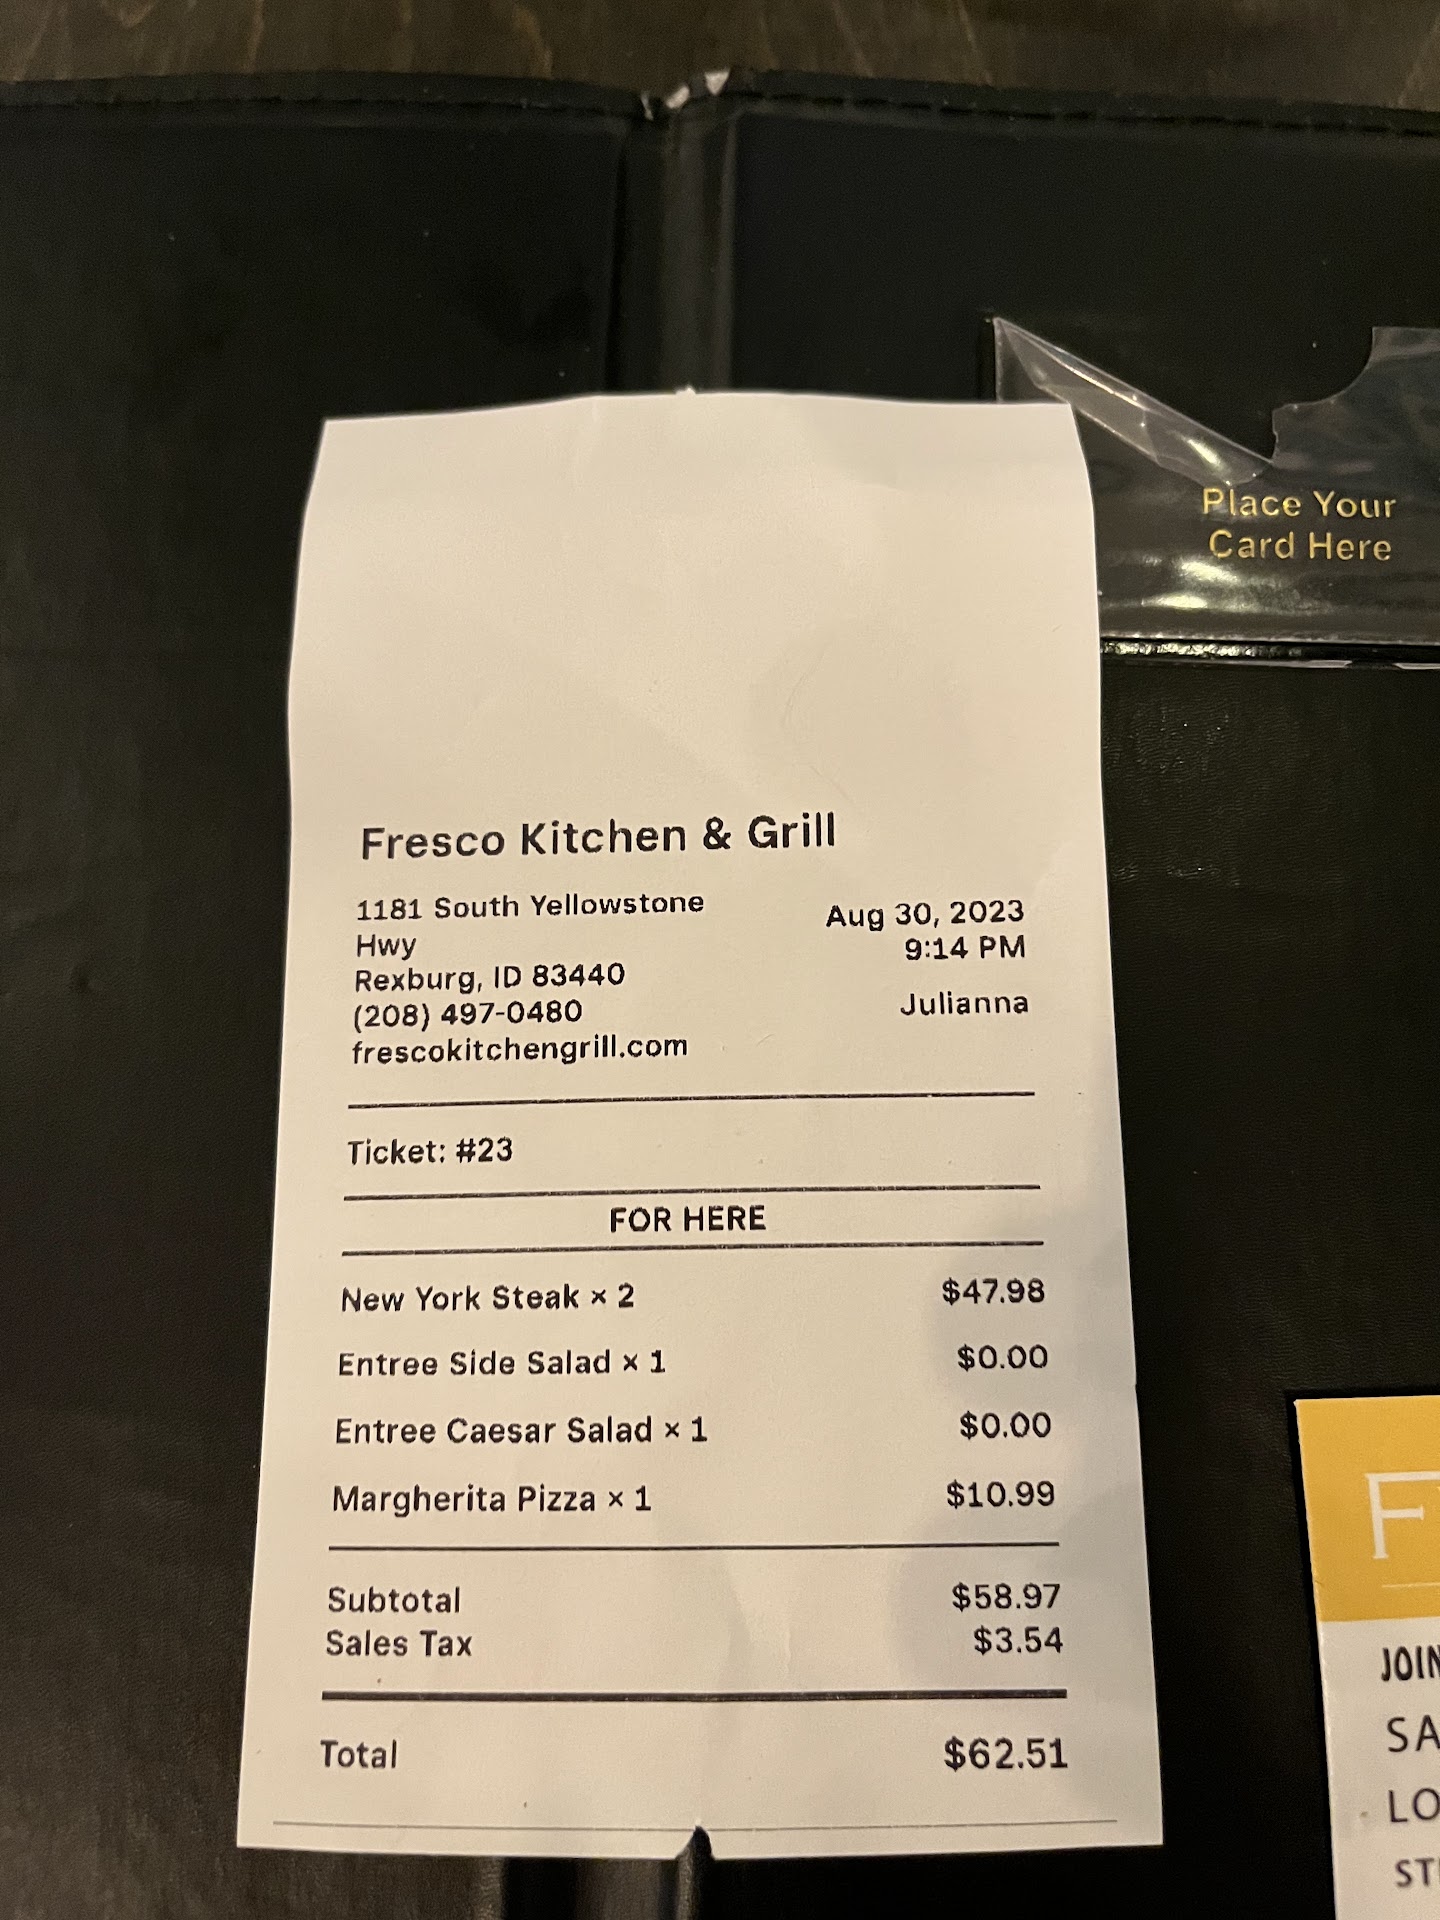 Place Your
Card Here
Fresco Kitchen & Grill
1181 South Yellowstone
Hwy
Rexburg, ID 83440
(208) 497-0480
frescokitchengrill.com
Aug 30, 2023
9:14 PM
Julianna
Ticket: #23
FOR HERE
New York Steak × 2 $47.98
Entree Side Salad × 1 $0.00
Entree Caesar Salad × 1 $0.00
Margherita Pizza × 1 $10.99
Subtotal $58.97
Sales Tax $3.54
Total $62.51
JOIN